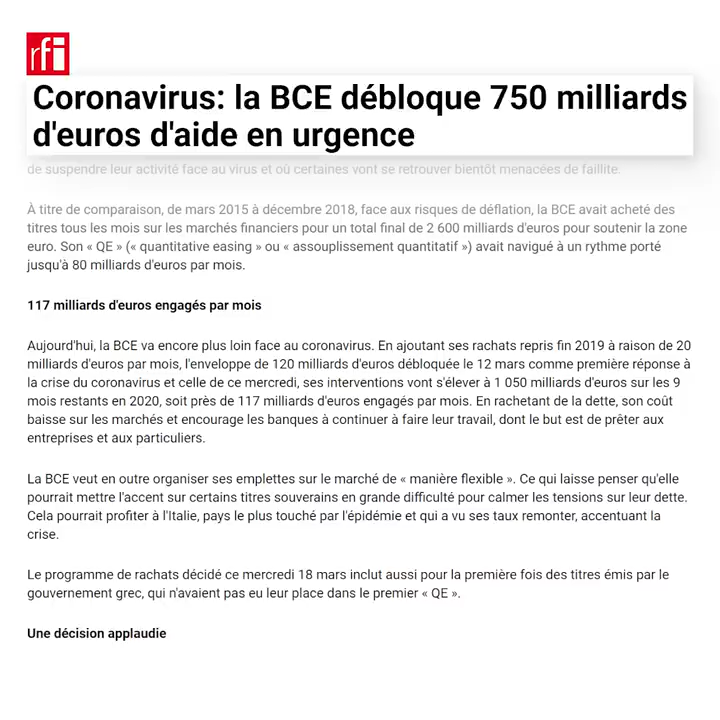 rfi
Coronavirus: la BCE débloque 750 milliards
d'euros d'aide en urgence
de suspendre leur activité face au virus et où certaines vont se retrouver bientôt menacées de faillite.
À titre de comparaison, de mars 2015 à décembre 2018, face aux risques de déflation, la BCE avait acheté des
titres tous les mois sur les marchés financiers pour un total final de 2 600 milliards d'euros pour soutenir la zone
euro. Son « QE » (« quantitative easing » ou « assouplissement quantitatif ») avait navigué à un rythme porté
jusqu'à 80 milliards d'euros par mois.
117 milliards d'euros engagés par mois
Aujourd'hui, la BCE va encore plus loin face au coronavirus. En ajoutant ses rachats repris fin 2019 à raison de 20
milliards d'euros par mois, l'enveloppe de 120 milliards d'euros débloquée le 12 mars comme première réponse à
la crise du coronavirus et celle de ce mercredi, ses interventions vont s'élever à 1 050 milliards d'euros sur les 9
mois restants en 2020, soit près de 117 milliards d'euros engagés par mois. En rachetant de la dette, son coût
baisse sur les marchés et encourage les banques à continuer à faire leur travail, dont le but est de prêter aux
entreprises et aux particuliers.
La BCE veut en outre organiser ses emplettes sur le marché de « manière flexible ». Ce qui laisse penser qu'elle
pourrait mettre l'accent sur certains titres souverains en grande difficulté pour calmer les tensions sur leur dette.
Cela pourrait profiter à l'Italie, pays le plus touché par l'épidémie et qui a vu ses taux remonter, accentuant la
crise.
Le programme de rachats décidé ce mercredi 18 mars inclut aussi pour la première fois des titres émis par le
gouvernement grec, qui n'avaient pas eu leur place dans le premier « QE ».
Une décision applaudie